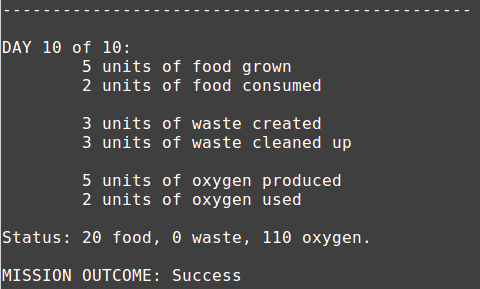 -----------------------------------------------
DAY 10 of 10:
5 units of food grown
2 units of food consumed
3 units of waste created
3 units of waste cleaned up
5 units of oxygen produced
2 units of oxygen used
Status: 20 food, 0 waste, 110 oxygen.
MISSION OUTCOME: Success